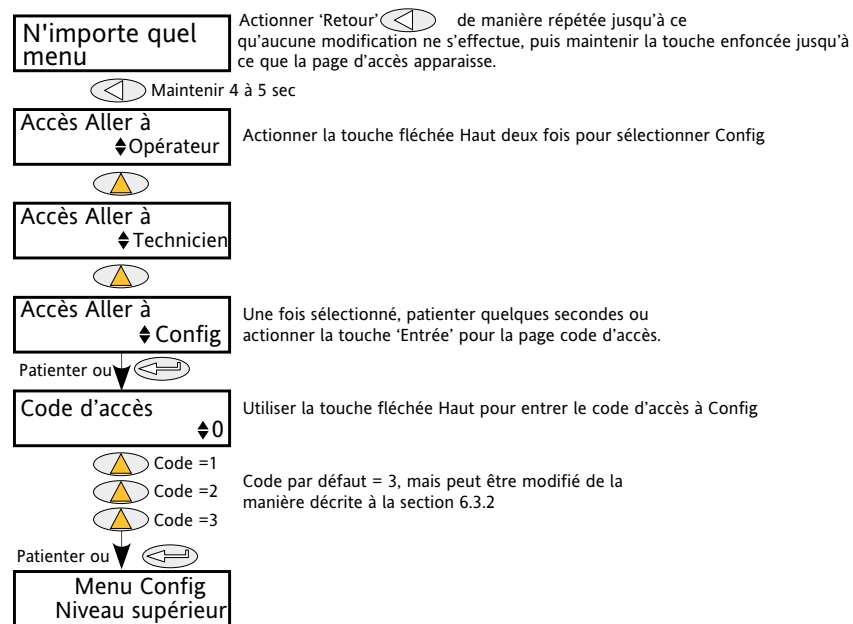 N'importe quel
menu
Actionner 'Retour' de manière répétée jusqu'à ce
qu'aucune modification ne s'effectue, puis maintenir la touche enfoncée jusqu'à
ce que la page d'accès apparaisse.
Maintenir 4 à 5 sec
Accès Aller à
Opérateur
Actionner la touche fléchée Haut deux fois pour sélectionner Config
Accès Aller à
Technicien
Accès Aller à
Config
Une fois sélectionné, patienter quelques secondes ou
actionner la touche 'Entrée' pour la page code d'accès.
Patienter ou
Code d'accès
0
Utiliser la touche fléchée Haut pour entrer le code d'accès à Config
Code =1
Code =2
Code =3
Code par défaut = 3, mais peut être modifié de la
manière décrite à la section 6.3.2
Patienter ou
Menu Config
Niveau supérieur